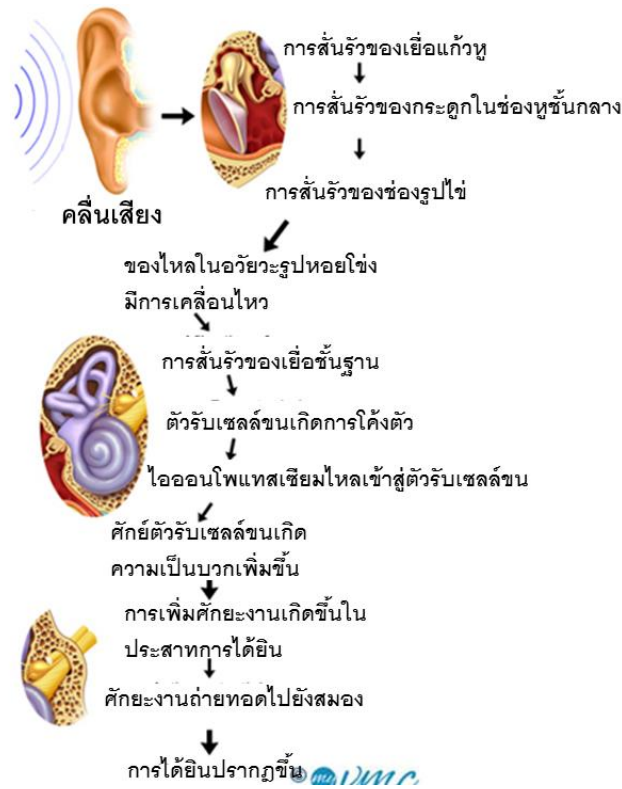 การสั่นรัวของเยื่อแก้วหู
การสั่นรัวของกระดูกในช่องหูชั้นกลาง
การสั่นรัวของช่องรูปไข่
คลื่นเสียง
ของไหลในอวัยวะรูปหอยโข่ง
มีการเคลื่อนไหว
การสั่นรัวของเยื่อชั้นฐาน
ตัวรับเซลล์ขนเกิดการโค้งตัว
ไอออนโพแทสเซียมไหลเข้าสู่ตัวรับเซลล์ขน
ศักย์ตัวรับเซลล์ขนเกิด
ความเป็นบวกเพิ่มขึ้น
การเพิ่มศักยะงานเกิดขึ้นใน
ประสาทการได้ยิน
ศักยะงานถ่ายทอดไปยังสมอง
การได้ยินปรากฏขึ้น
my VMC